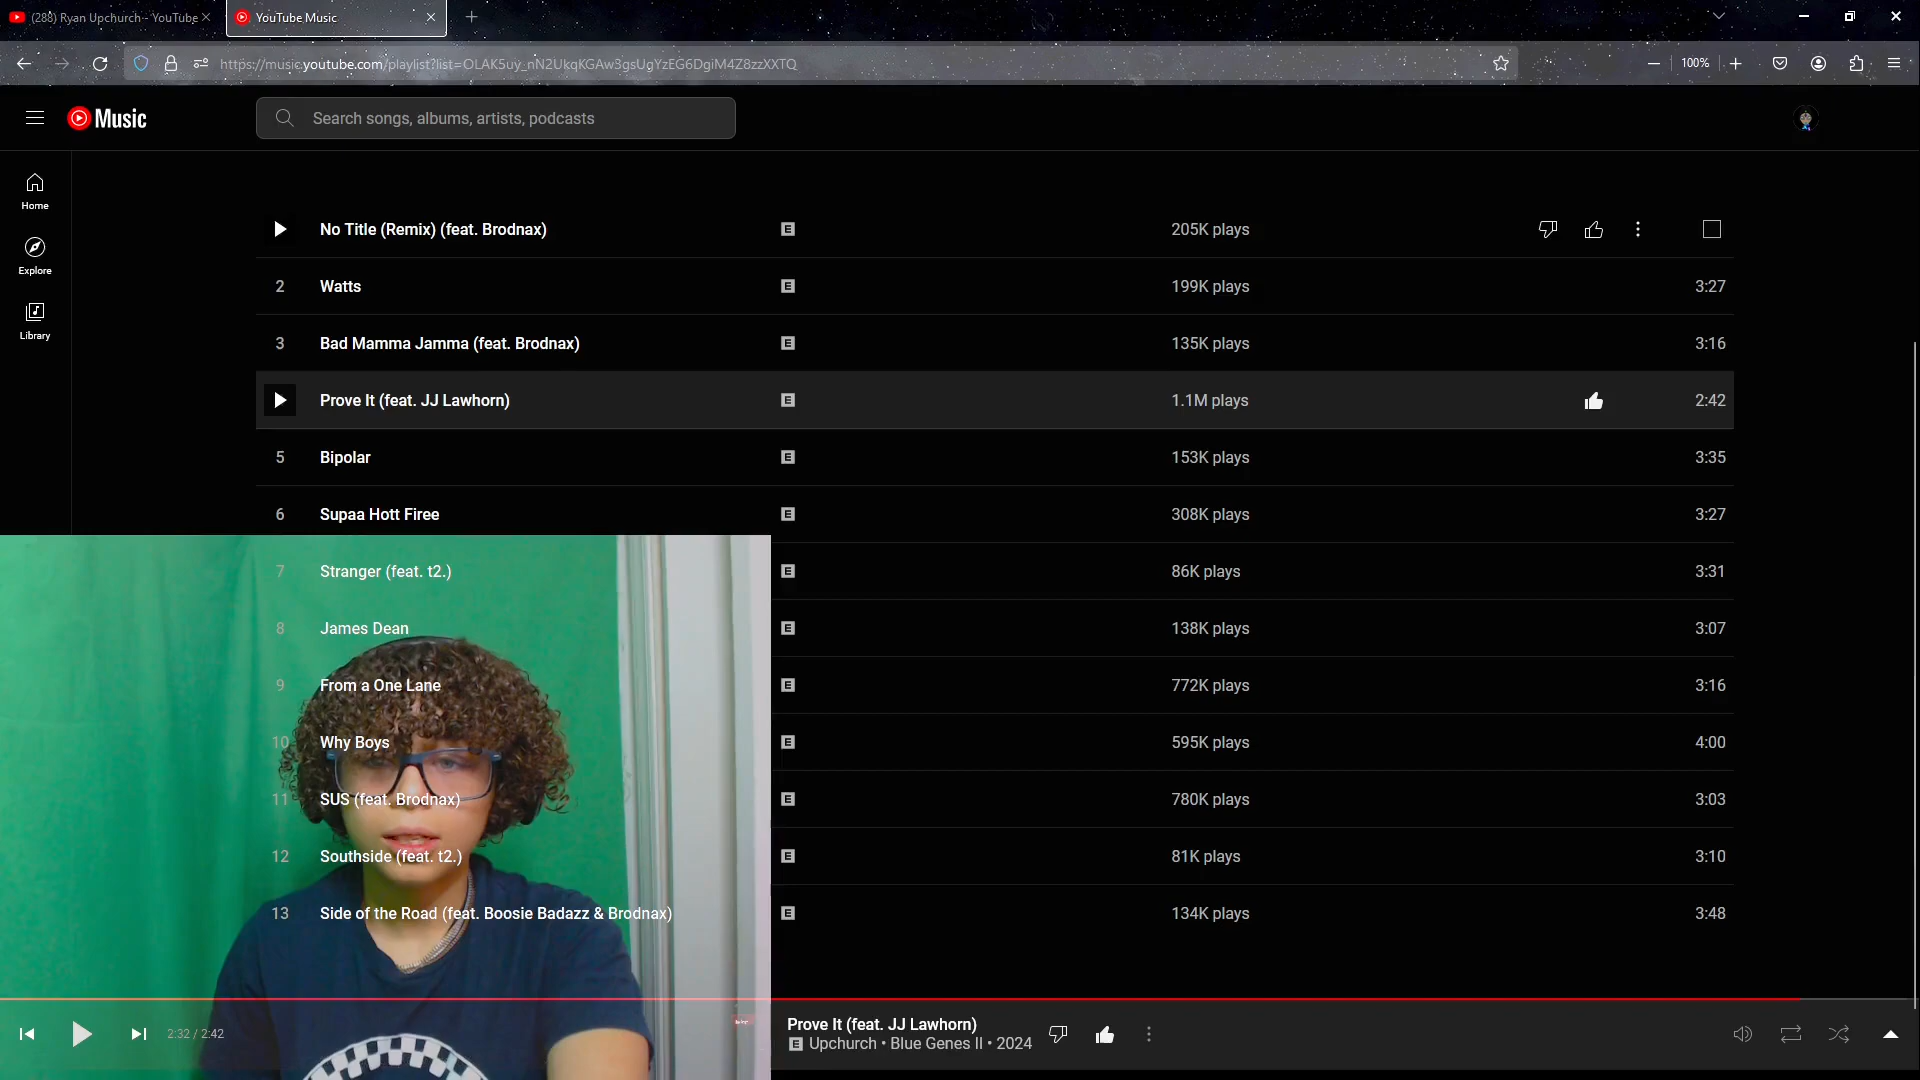 (288) Ryan Upchurch - YouTube
YouTube Music
https://music.youtube.com/playlist?list=OLAK5uy_nN2UkqKGAw3gsUgYzEG6DgiM4Z8zzXXTQ
100%
Music
Search songs, albums, artists, podcasts
Home
Explore
Library
No Title (Remix) (feat. Brodnax) E 205K plays
2 Watts E 199K plays 3:27
3 Bad Mamma Jamma (feat. Brodnax) E 135K plays 3:16
Prove It (feat. JJ Lawhorn) E 1.1M plays 2:42
5 Bipolar E 153K plays 3:35
6 Supaa Hott Firee E 308K plays 3:27
7 Stranger (feat. t2.) E 86K plays 3:31
8 James Dean E 138K plays 3:07
9 From a One Lane E 772K plays 3:16
10 Why Boys E 595K plays 4:00
11 SUS (feat. Brodnax) E 780K plays 3:03
12 Southside (feat. t2.) E 81K plays 3:10
13 Side of the Road (feat. Boosie Badazz & Brodnax) E 134K plays 3:48
2:32 / 2:42
Prove It (feat. JJ Lawhorn)
E Upchurch • Blue Genes II • 2024